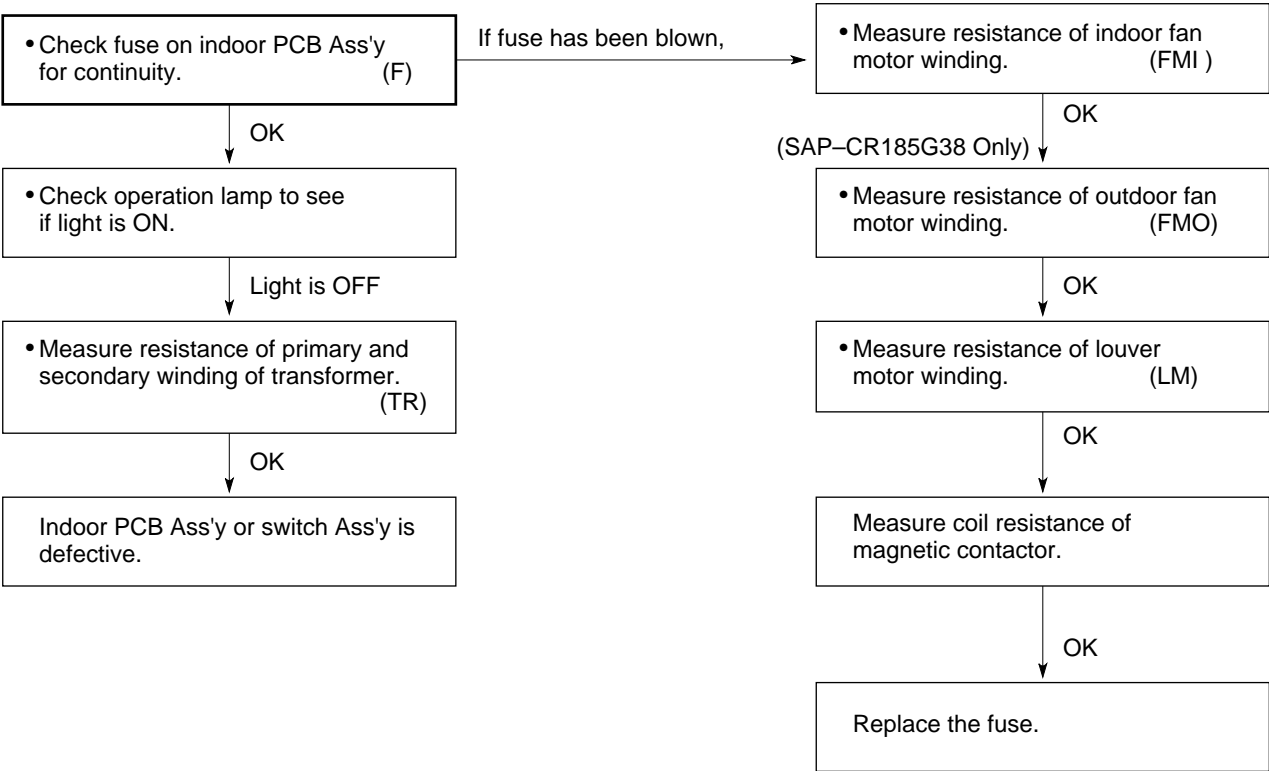 • Check fuse on indoor PCB Ass'y
for continuity. (F)
OK
• Check operation lamp to see
if light is ON.
Light is OFF
• Measure resistance of primary and
secondary winding of transformer.
(TR)
OK
Indoor PCB Ass'y or switch Ass'y is
defective.
If fuse has been blown,
• Measure resistance of indoor fan
motor winding. (FMI )
OK
(SAP–CR185G38 Only)
• Measure resistance of outdoor fan
motor winding. (FMO)
OK
• Measure resistance of louver
motor winding. (LM)
OK
Measure coil resistance of
magnetic contactor.
OK
Replace the fuse.